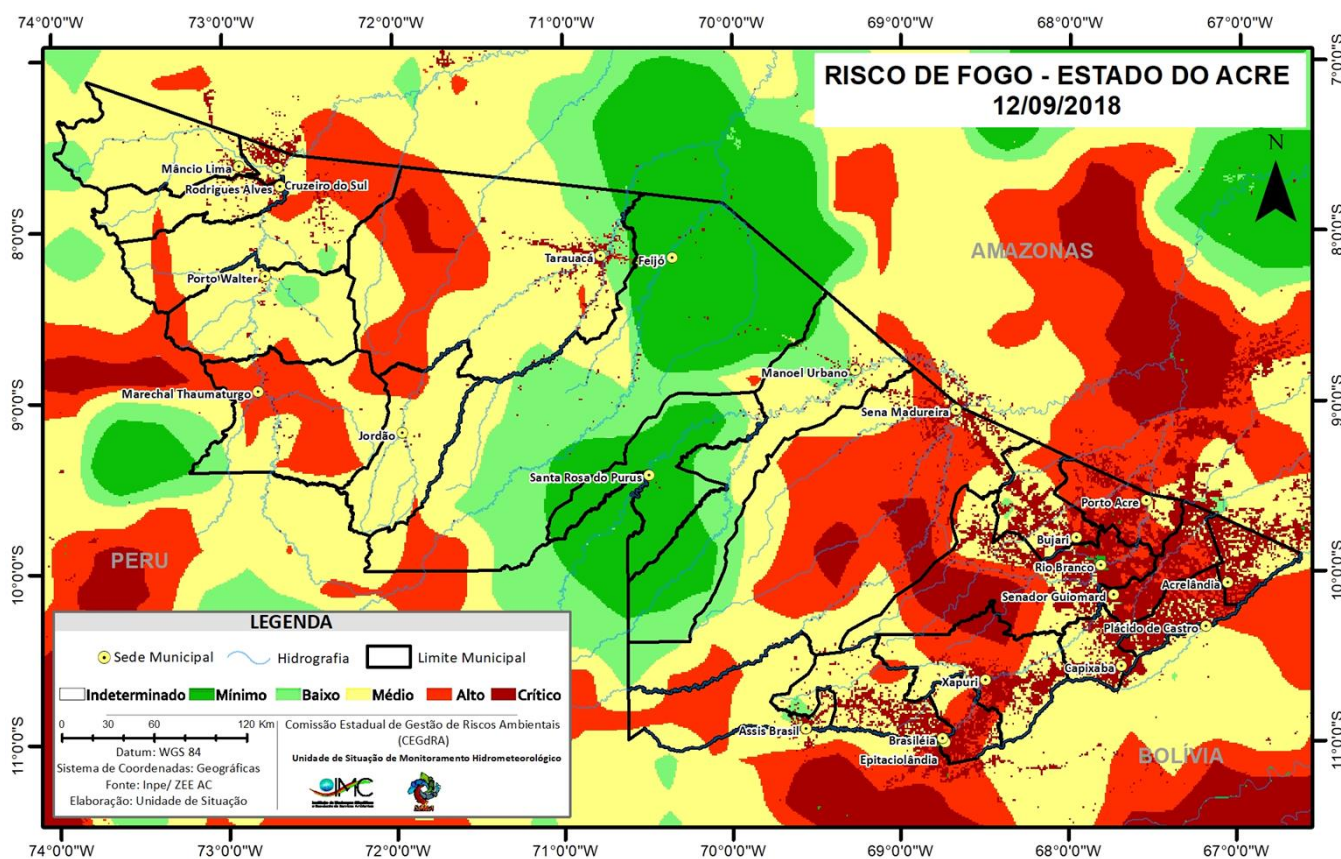 74°0'0"W 73°0'0"W 72°0'0"W 71°0'0"W 70°0'0"W 69°0'0"W 68°0'0"W 67°0'0"W
RISCO DE FOGO - ESTADO DO ACRE
12/09/2018
N
7°0'0"S
7°0'0"S
8°0'0"S
8°0'0"S
9°0'0"S
9°0'0"S
10°0'0"S
10°0'0"S
11°0'0"S
11°0'0"S
Mâncio Lima
Rodrigues Alves
Cruzeiro do Sul
AMAZONAS
Tarauacá
Feijó
Porto Walter
Manoel Urbano
Marechal Thaumaturgo
Sena Madureira
Jordão
Santa Rosa do Purus
Porto Acre
Bujari
PERU
Rio Branco
Acrelândia
Senador Guiomard
Plácido de Castro
Capixaba
Xapuri
Assis Brasil
Brasiléia
Epitaciolândia
BOLÍVIA
LEGENDA
Sede Municipal Hidrografia Limite Municipal
Indeterminado Mínimo Baixo Médio Alto Crítico
0 30 60 120 Km
Datum: WGS 84
Sistema de Coordenadas: Geográficas
Fonte: Inpe/ ZEE AC
Elaboração: Unidade de Situação
Comissão Estadual de Gestão de Riscos Ambientais
(CEGdRA)
Unidade de Situação de Monitoramento Hidrometeorológico
IMC
74°0'0"W 73°0'0"W 72°0'0"W 71°0'0"W 70°0'0"W 69°0'0"W 68°0'0"W 67°0'0"W